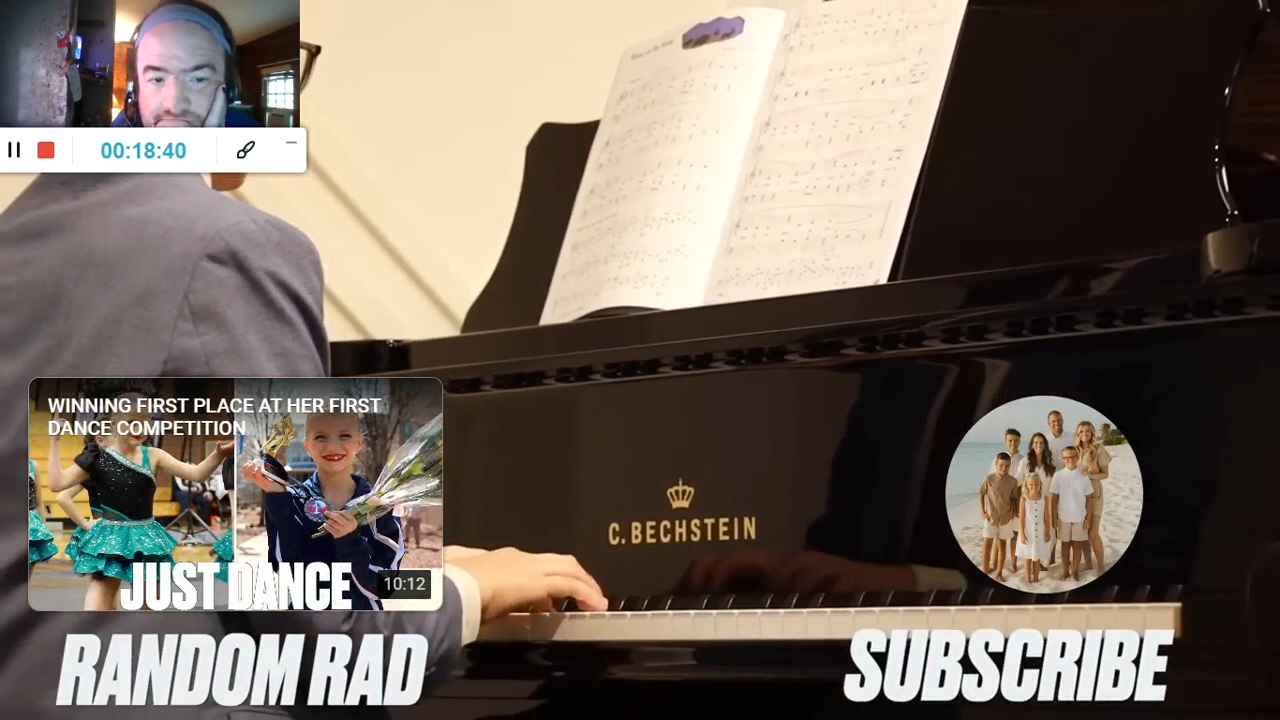 00:18:40
WINNING FIRST PLACE AT HER FIRST
DANCE COMPETITION
JUST DANCE
10:12
C. BECHSTEIN
RANDOM RAD
SUBSCRIBE